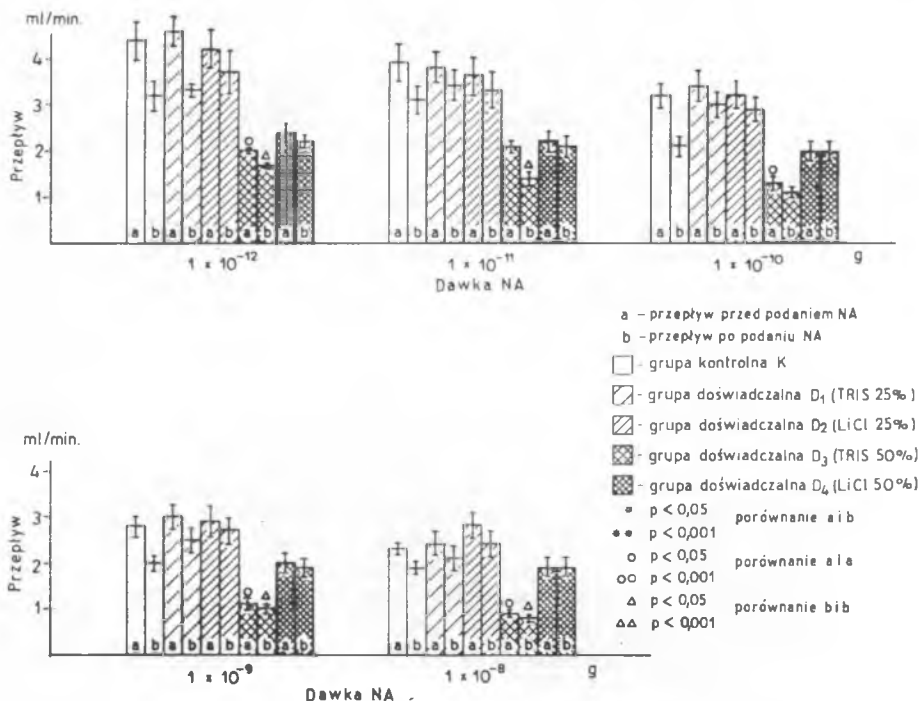 ml/min.
4
3
2
1
Przepływ
a b a b a b a b a b
a b a b a b a b a b
a b a b a b a b a b
1 × 10⁻¹²
1 × 10⁻¹¹
1 × 10⁻¹⁰
g
Dawka NA
a – przepływ przed podaniem NA
b – przepływ po podaniu NA
- grupa kontrolna K
- grupa doświadczalna D₁ (TRIS 25%)
- grupa doświadczalna D₂ (LiCl 25%)
- grupa doświadczalna D₃ (TRIS 50%)
- grupa doświadczalna D₄ (LiCl 50%)
p < 0,05
porównanie a i b
p < 0,001
p < 0,05
porównanie a i a
p < 0,001
p < 0,05
porównanie b i b
p < 0,001
ml/min.
4
3
2
1
Przepływ
a b a b a b a b a b
a b a b a b a b a b
1 × 10⁻⁹
1 × 10⁻⁸
g
Dawka NA